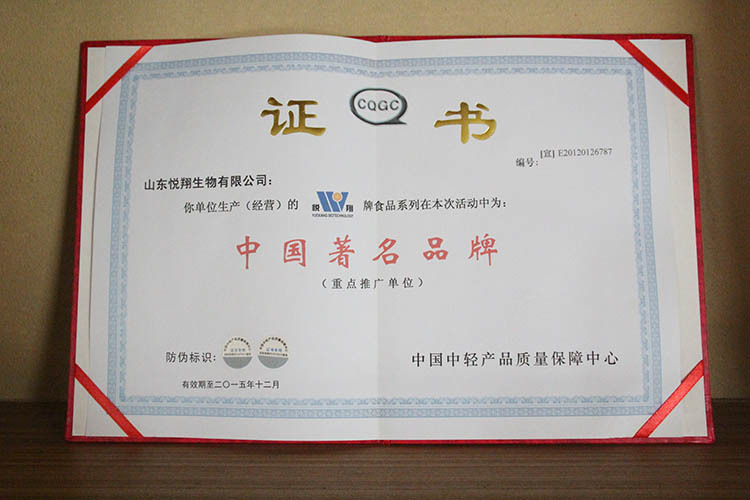 证书
CQGC
编号：[宣] E20120126787
山东悦翔生物有限公司：
你单位生产（经营）的 悦翔 牌食品系列在本次活动中为：
YUEXIANG BIOTECHNOLOGY
中国著名品牌
（重点推广单位）
防伪标识：
中国中轻产品质量保障中心
有效期至二〇一五年十二月